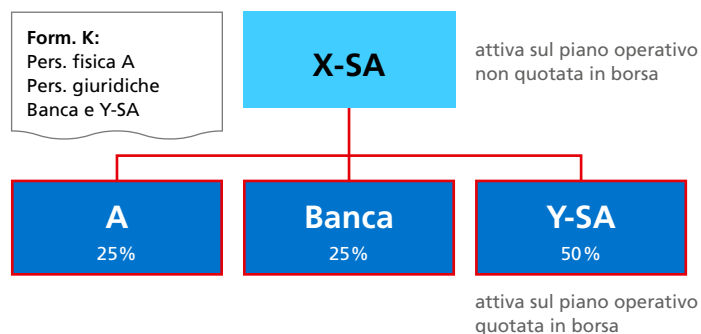 Form. K:
Pers. fisica A
Pers. giuridiche
Banca e Y-SA
X-SA
attiva sul piano operativo
non quotata in borsa
A
25%
Banca
25%
Y-SA
50%
attiva sul piano operativo
quotata in borsa